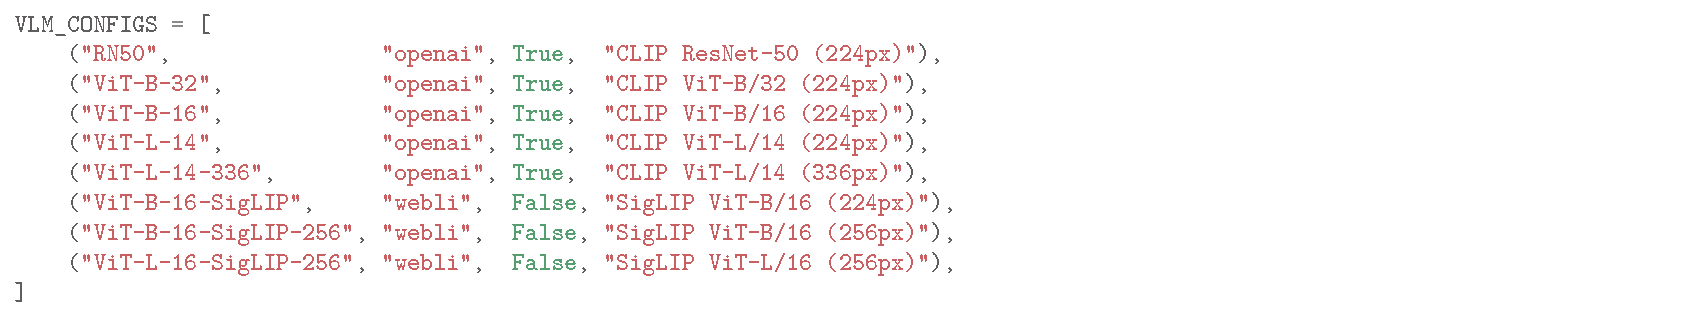 VLM_CONFIGS = [
    ("RN50",                "openai", True,  "CLIP ResNet-50 (224px)"),
    ("ViT-B-32",            "openai", True,  "CLIP ViT-B/32 (224px)"),
    ("ViT-B-16",            "openai", True,  "CLIP ViT-B/16 (224px)"),
    ("ViT-L-14",            "openai", True,  "CLIP ViT-L/14 (224px)"),
    ("ViT-L-14-336",        "openai", True,  "CLIP ViT-L/14 (336px)"),
    ("ViT-B-16-SigLIP",     "webli",  False, "SigLIP ViT-B/16 (224px)"),
    ("ViT-B-16-SigLIP-256", "webli",  False, "SigLIP ViT-B/16 (256px)"),
    ("ViT-L-16-SigLIP-256", "webli",  False, "SigLIP ViT-L/16 (256px)"),
]